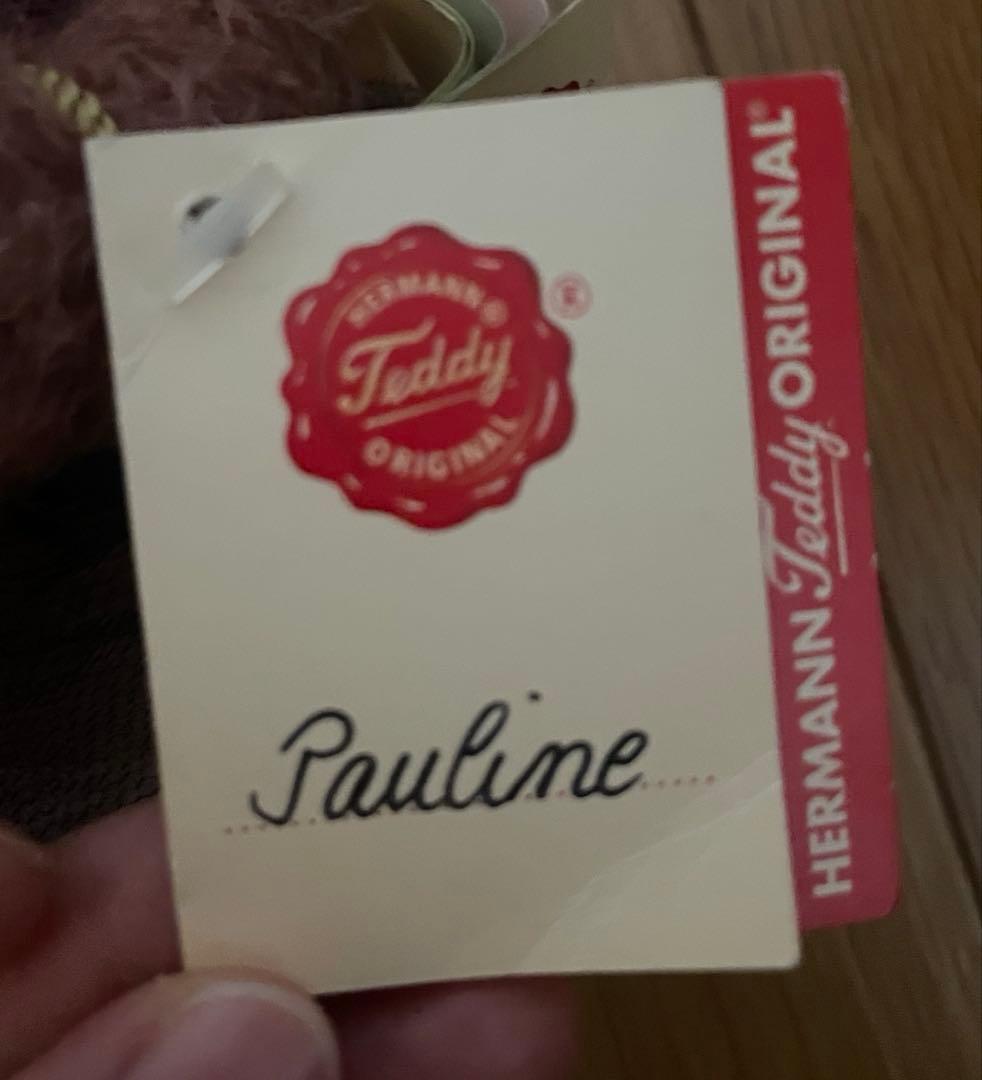 HERMANN®
Teddy
ORIGINAL
®
Pauline
HERMANN Teddy ORIGINAL®